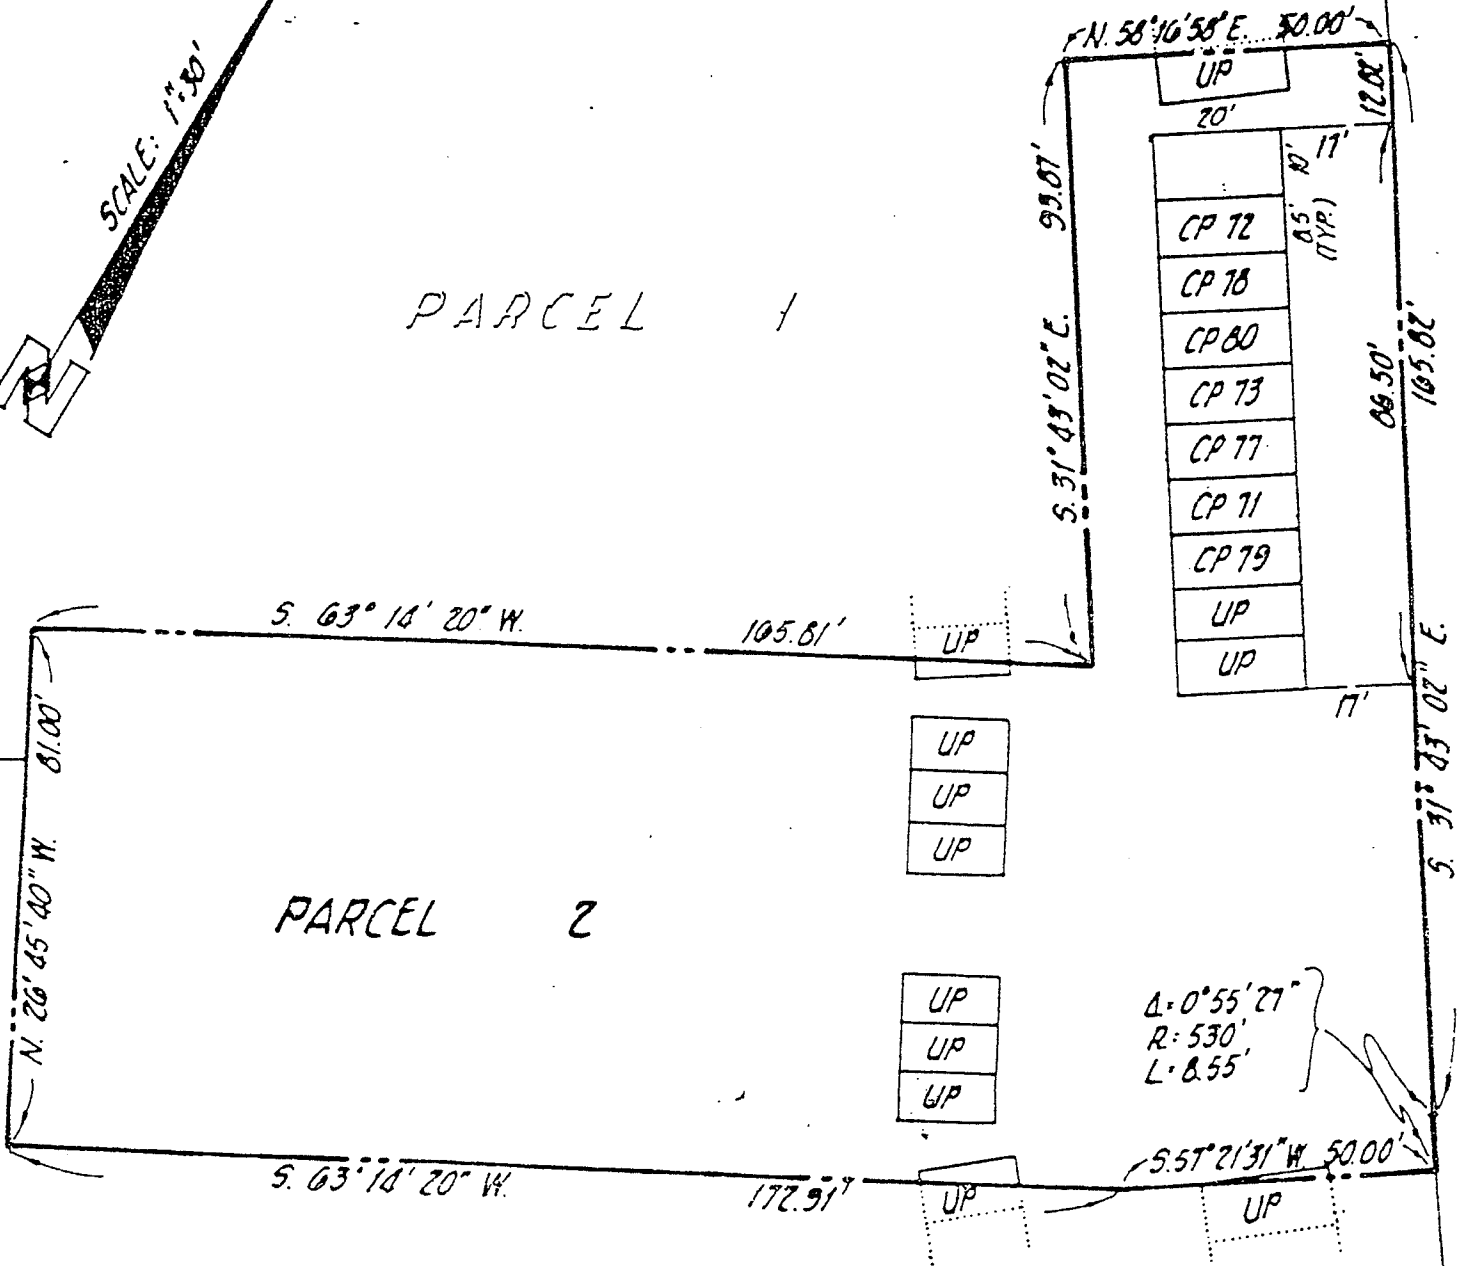 SCALE: 1"=30'
N. 58°16'58" E. 50.00'
UP
20'
12.02'
17'
10'
8.5'
(TYP.)
93.87'
S. 31° 43' 02" E.
CP 72
CP 78
CP 80
CP 73
CP 77
CP 71
CP 79
UP
UP
86.50'
165.82'
17'
S. 31° 43' 02" E.
PARCEL 1
S. 63° 14' 20" W. 165.81'
UP
81.00'
N. 26° 45' 40" W.
UP
UP
UP
PARCEL 2
UP
UP
UP
Δ=0°55'27"
R=530'
L=8.55'
S. 63° 14' 20" W. 172.91'
S. 57°21'31" W. 50.00'
UP
UP